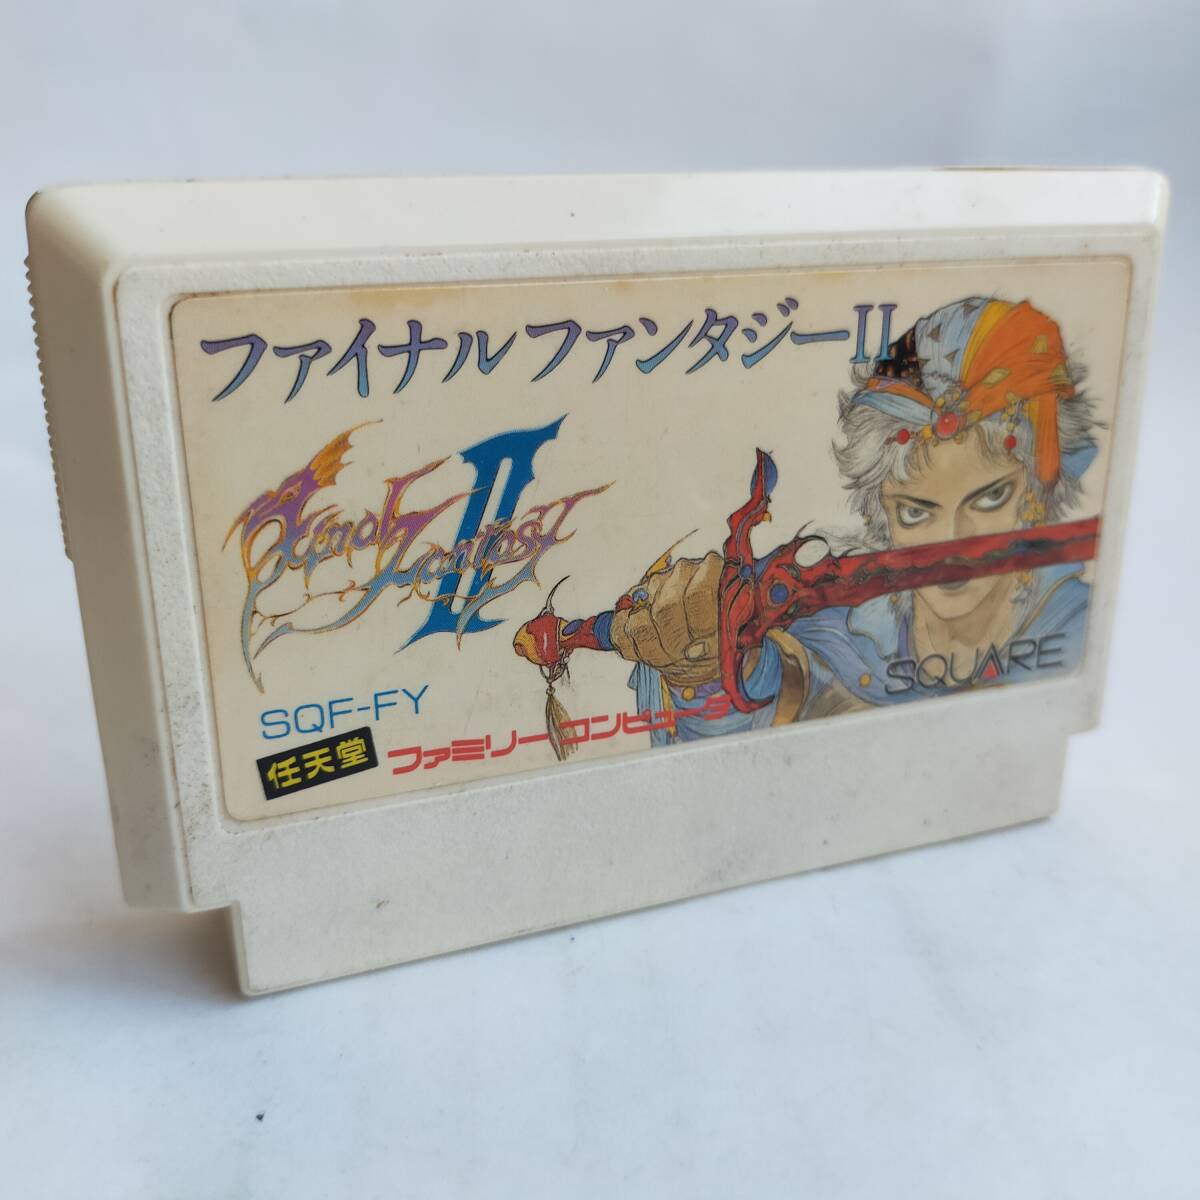 ファイナルファンタジーII
Final Fantasy II
SQUARE
SQF-FY
任天堂 ファミリーコンピュータ